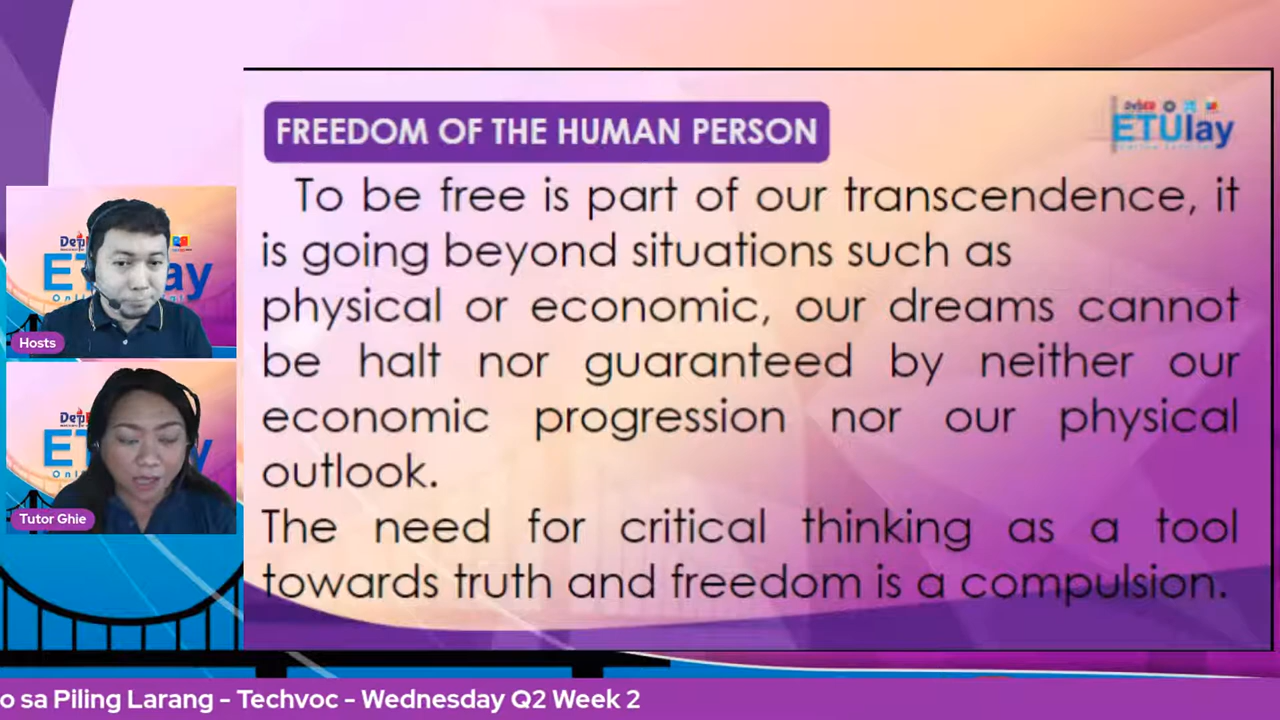 FREEDOM OF THE HUMAN PERSON
DepED
ETUlay
To be free is part of our transcendence, it
is going beyond situations such as
physical or economic, our dreams cannot
be halt nor guaranteed by neither our
economic progression nor our physical
outlook.
The need for critical thinking as a tool
towards truth and freedom is a compulsion.
Hosts
Tutor Ghie
o sa Piling Larang - Techvoc - Wednesday Q2 Week 2